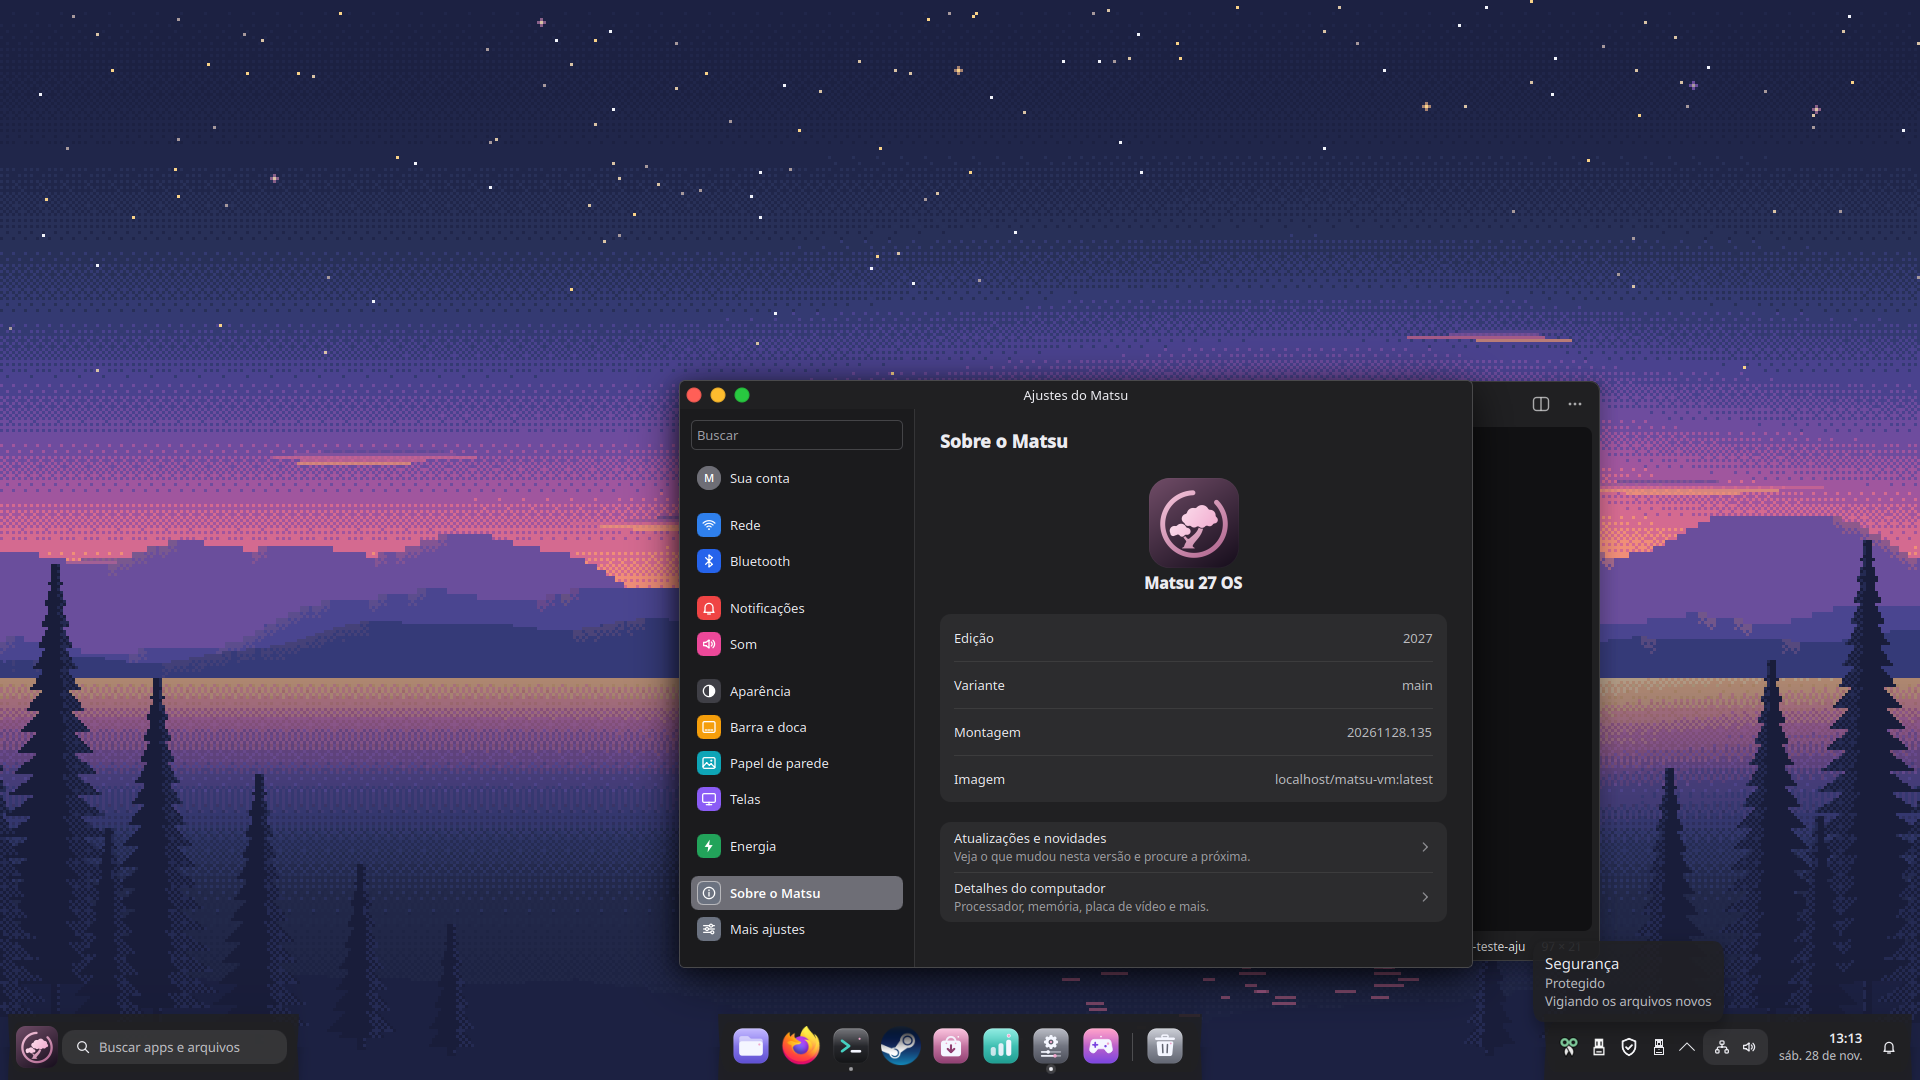 Ajustes do Matsu
Buscar
M
Sua conta
Rede
Bluetooth
Notificações
Som
Aparência
Barra e doca
Papel de parede
Telas
Energia
Sobre o Matsu
Mais ajustes
Sobre o Matsu
Matsu 27 OS
Edição 2027
Variante main
Montagem 20261128.135
Imagem localhost/matsu-vm:latest
Atualizações e novidades
Veja o que mudou nesta versão e procure a próxima.
Detalhes do computador
Processador, memória, placa de vídeo e mais.
-teste-aju 97 × 21
Segurança
Protegido
Vigiando os arquivos novos
Buscar apps e arquivos
13:13
sáb. 28 de nov.